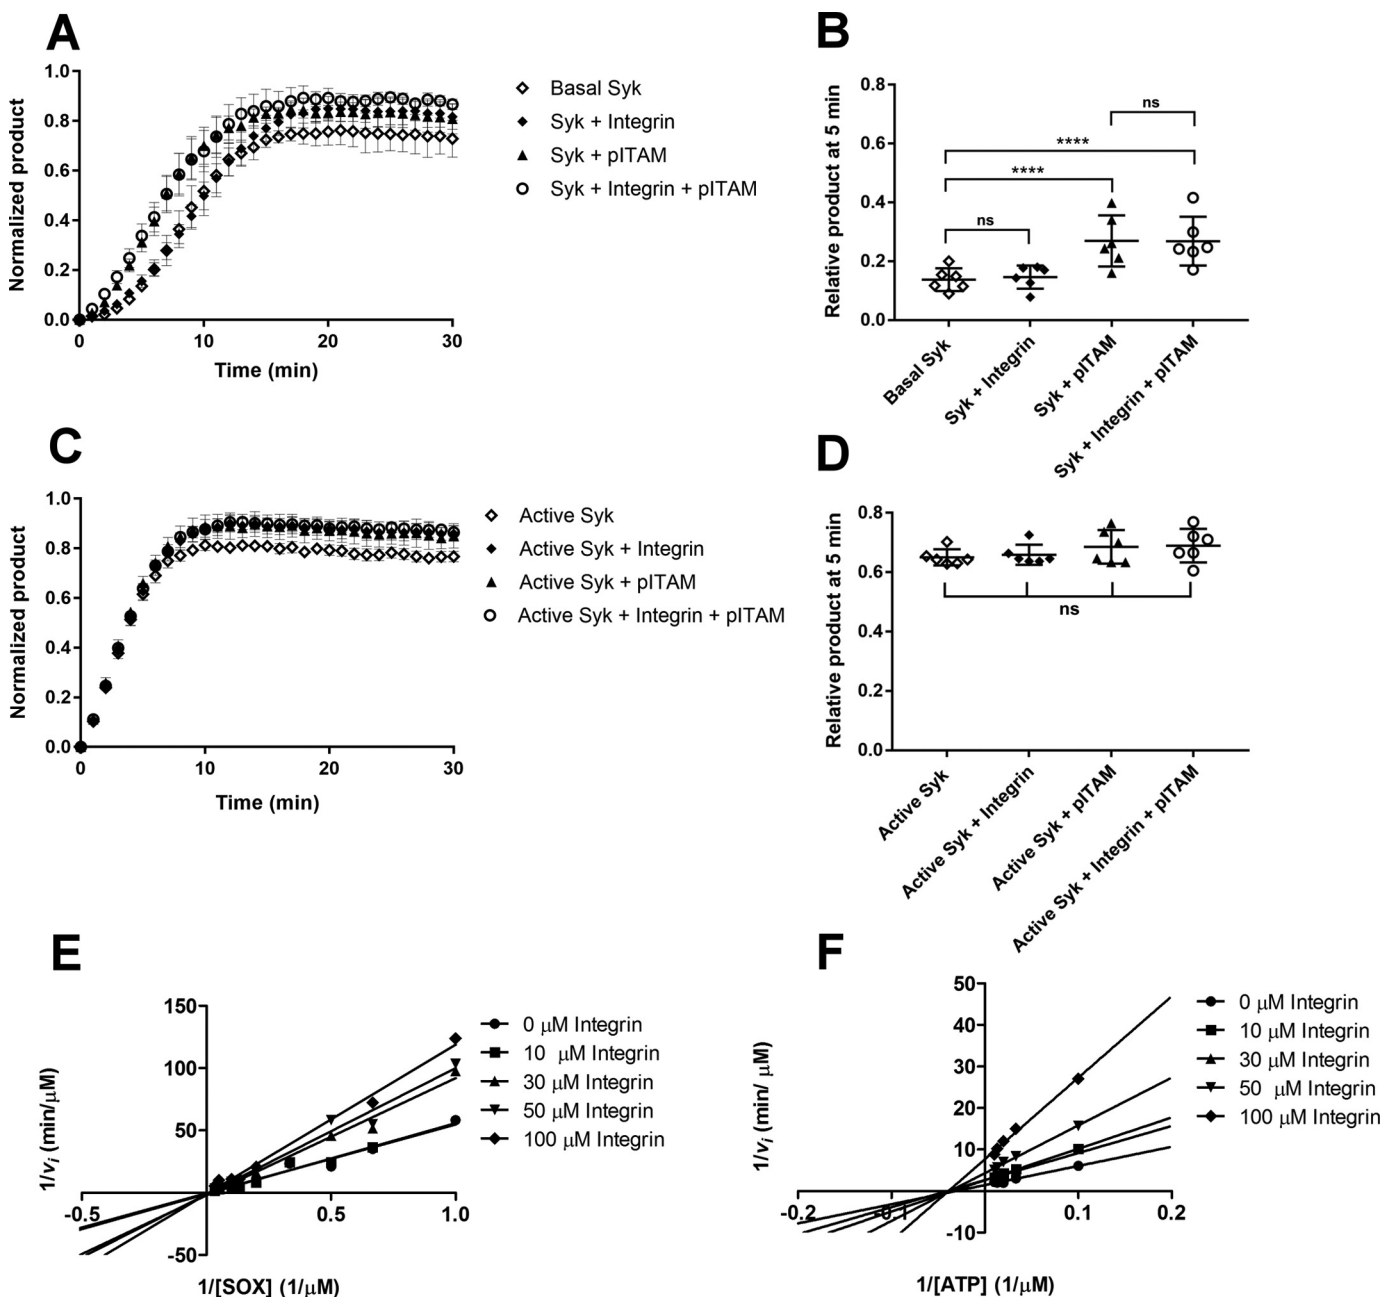 A
1.0
0.8
0.6
0.4
0.2
0.0
Normalized product
0
10
20
30
Time (min)
Basal Syk
Syk + Integrin
Syk + pITAM
Syk + Integrin + pITAM
B
0.8
0.6
0.4
0.2
0.0
Relative product at 5 min
ns
****
****
ns
Basal Syk
Syk + Integrin
Syk + pITAM
Syk + Integrin + pITAM
C
1.0
0.8
0.6
0.4
0.2
0.0
Normalized product
0
10
20
30
Time (min)
Active Syk
Active Syk + Integrin
Active Syk + pITAM
Active Syk + Integrin + pITAM
D
0.8
0.6
0.4
0.2
0.0
Relative product at 5 min
ns
Active Syk
Active Syk + Integrin
Active Syk + pITAM
Active Syk + Integrin + pITAM
E
150
100
50
-50
1/vi (min/μM)
-0.5
0.5
1.0
1/[SOX] (1/μM)
0 μM Integrin
10 μM Integrin
30 μM Integrin
50 μM Integrin
100 μM Integrin
F
50
40
30
20
10
-10
1/vi (min/ μM)
-0.2
-0.1
0.1
0.2
1/[ATP] (1/μM)
0 μM Integrin
10 μM Integrin
30 μM Integrin
50 μM Integrin
100 μM Integrin